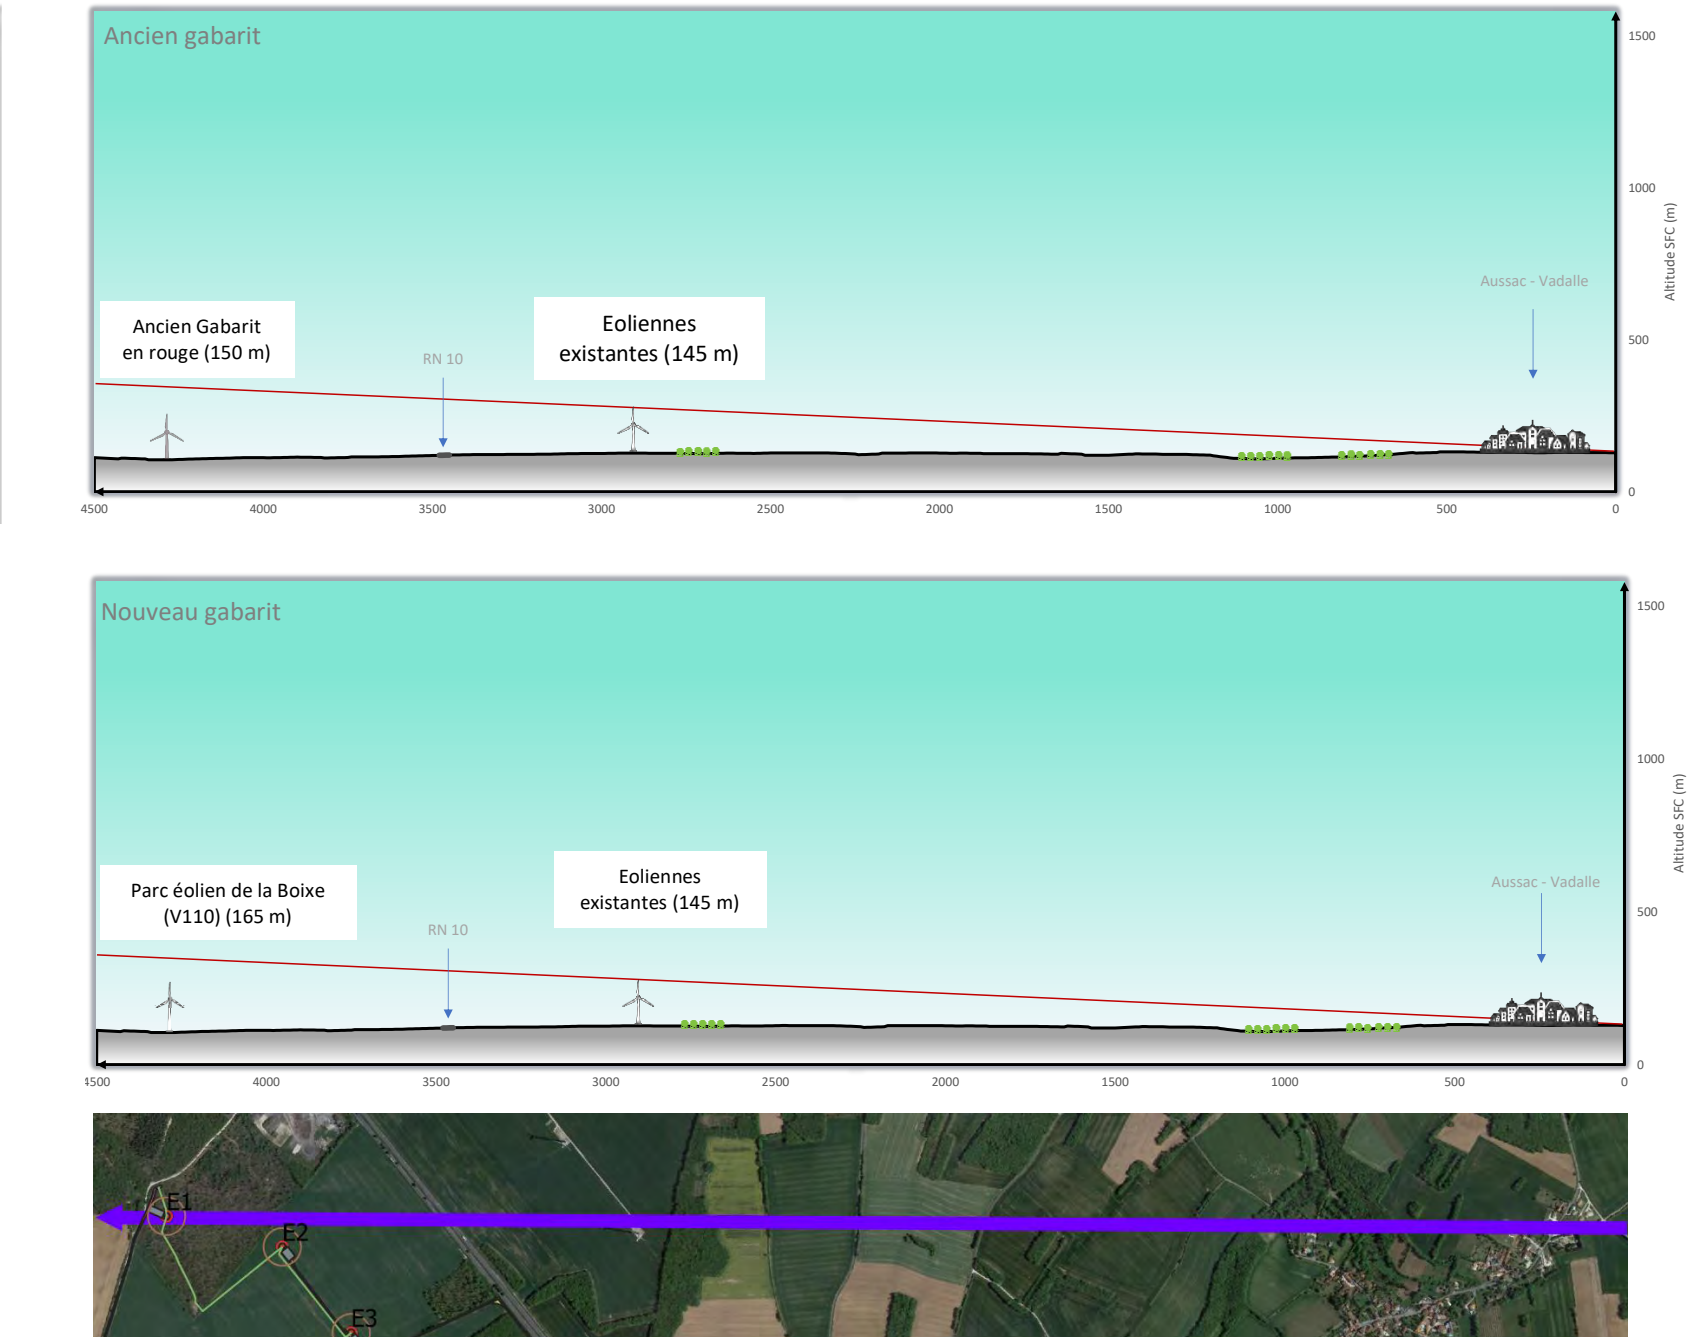 Ancien gabarit
1500
1000
Altitude SFC (m)
Aussac - Vadalle
Ancien Gabarit
en rouge (150 m)
RN 10
Eoliennes
existantes (145 m)
500
0
4500 4000 3500 3000 2500 2000 1500 1000 500 0
Nouveau gabarit
1500
1000
Altitude SFC (m)
Parc éolien de la Boixe
(V110) (165 m)
RN 10
Eoliennes
existantes (145 m)
Aussac - Vadalle
500
0
4500 4000 3500 3000 2500 2000 1500 1000 500 0
E1
E2
E3